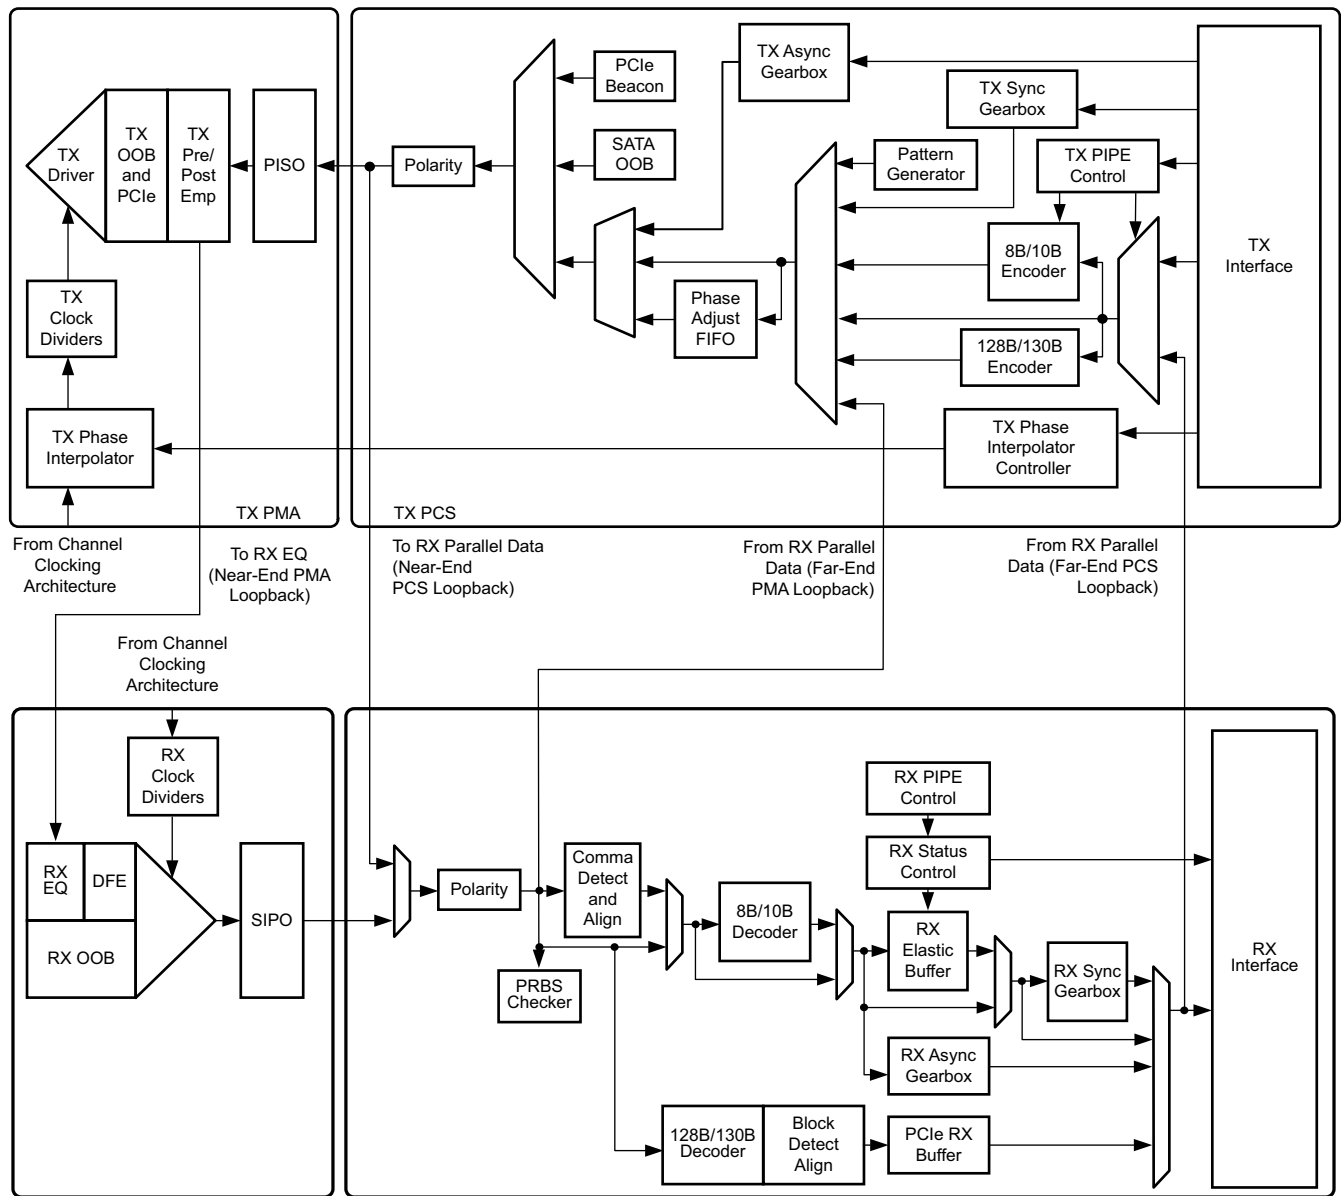 TX Async
Gearbox
PCIe
Beacon
TX Sync
Gearbox
TX
Driver
TX
OOB
and
PCIe
TX
Pre/
Post
Emp
PISO
Polarity
SATA
OOB
Pattern
Generator
TX PIPE
Control
TX
Interface
8B/10B
Encoder
TX
Clock
Dividers
Phase
Adjust
FIFO
128B/130B
Encoder
TX Phase
Interpolator
TX Phase
Interpolator
Controller
TX PMA
TX PCS
From Channel
Clocking
Architecture
To RX EQ
(Near-End PMA
Loopback)
To RX Parallel Data
(Near-End
PCS Loopback)
From RX Parallel
Data (Far-End
PMA Loopback)
From RX Parallel
Data (Far-End PCS
Loopback)
From Channel
Clocking
Architecture
RX
Clock
Dividers
RX PIPE
Control
RX
EQ
DFE
RX OOB
SIPO
Polarity
Comma
Detect
and
Align
RX Status
Control
8B/10B
Decoder
RX
Elastic
Buffer
RX Sync
Gearbox
RX
Interface
PRBS
Checker
RX Async
Gearbox
128B/130B
Decoder
Block
Detect
Align
PCIe RX
Buffer